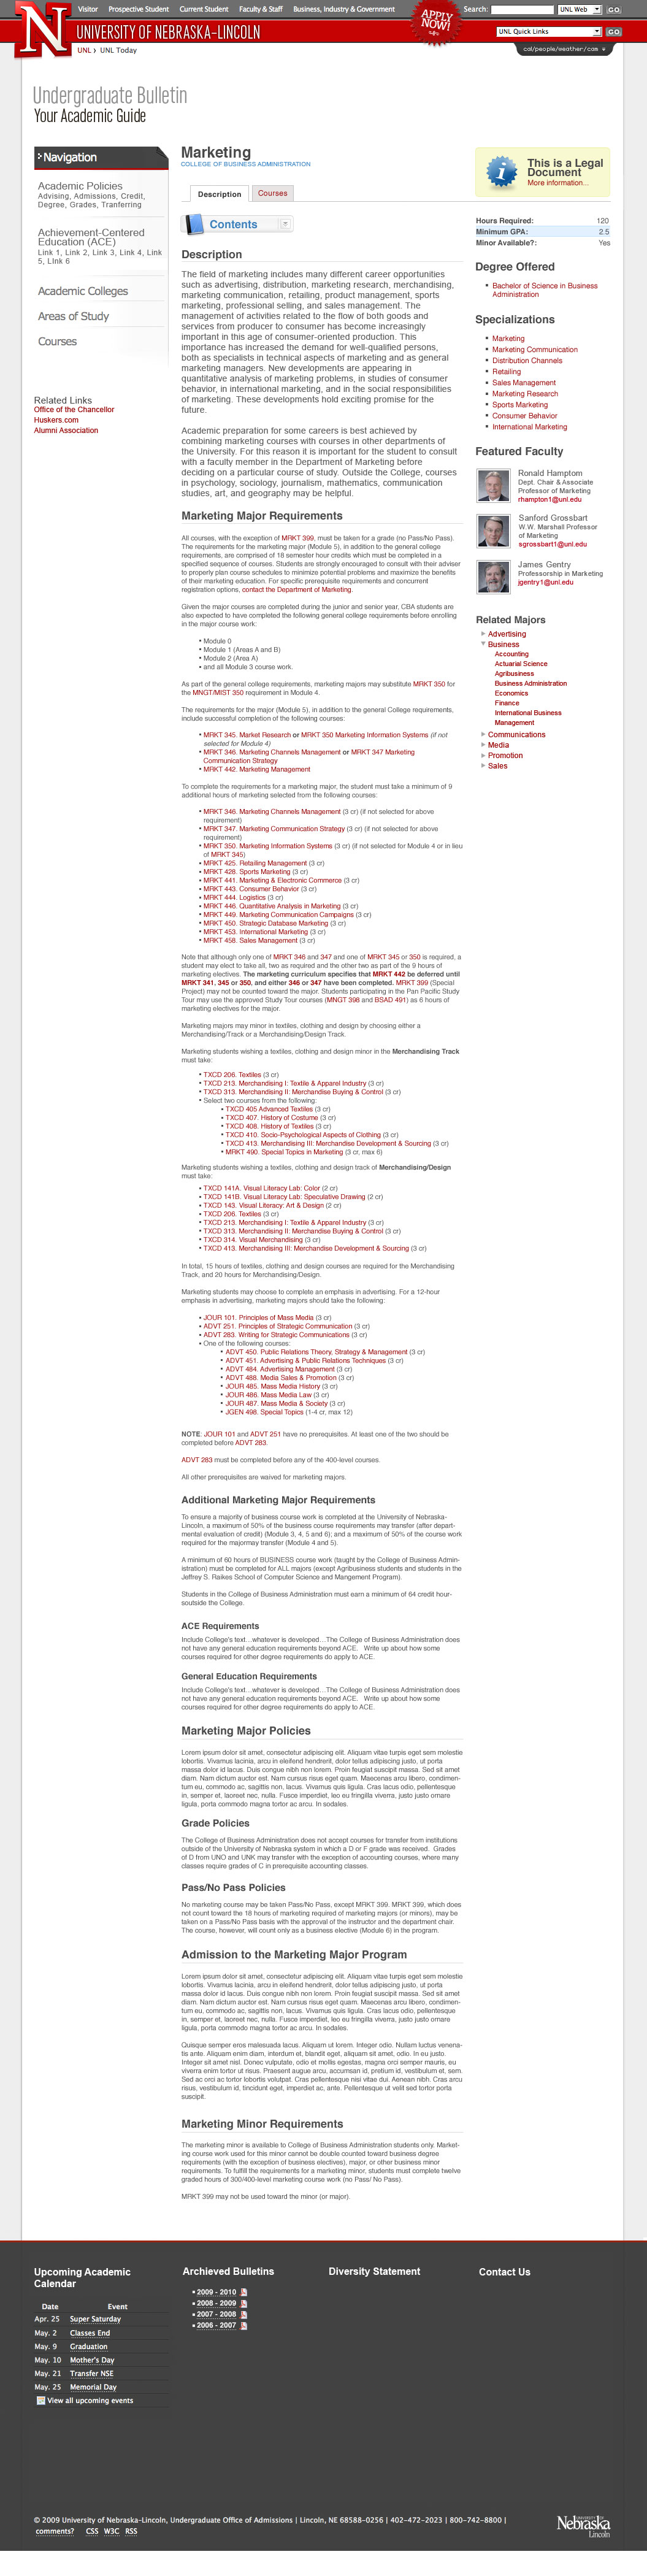 Visitor Prospective Student Current Student Faculty & Staff Business, Industry & Government
APPLY NOW!
Search: UNL Web GO
N UNIVERSITY OF NEBRASKA–LINCOLN
UNL Quick Links GO
UNL › UNL Today
cal/people/weather/cam
Undergraduate Bulletin
Your Academic Guide
Navigation
Academic Policies
Advising, Admissions, Credit,
Degree, Grades, Tranferring
Achievement-Centered
Education (ACE)
Link 1, Link 2, Link 3, Link 4, Link
5, LInk 6
Academic Colleges
Areas of Study
Courses
Related Links
Office of the Chancellor
Huskers.com
Alumni Association
Marketing
COLLEGE OF BUSINESS ADMINISTRATION
Description Courses
Contents
Description
The field of marketing includes many different career opportunities
such as advertising, distribution, marketing research, merchandising,
marketing communication, retailing, product management, sports
marketing, professional selling, and sales management. The
management of activities related to the flow of both goods and
services from producer to consumer has become increasingly
important in this age of consumer-oriented production. This
importance has increased the demand for well-qualified persons,
both as specialists in technical aspects of marketing and as general
marketing managers. New developments are appearing in
quantitative analysis of marketing problems, in studies of consumer
behavior, in international marketing, and in the social responsibilities
of marketing. These developments hold exciting promise for the
future.
Academic preparation for some careers is best achieved by
combining marketing courses with courses in other departments of
the University. For this reason it is important for the student to consult
with a faculty member in the Department of Marketing before
deciding on a particular course of study. Outside the College, courses
in psychology, sociology, journalism, mathematics, communication
studies, art, and geography may be helpful.
Marketing Major Requirements
All courses, with the exception of MRKT 399, must be taken for a grade (no Pass/No Pass).
The requirements for the marketing major (Module 5), in addition to the general college
requirements, are comprised of 18 semester hour credits which must be completed in a
specified sequence of courses. Students are strongly encouraged to consult with their adviser
to properly plan course schedules to minimize potential problems and maximize the benefits
of their marketing education. For specific prerequisite requirements and concurrent
registration options, contact the Department of Marketing.
Given the major courses are completed during the junior and senior year, CBA students are
also expected to have completed the following general college requirements before enrolling
in the major course work:
• Module 0
• Module 1 (Areas A and B)
• Module 2 (Area A)
• and all Module 3 course work.
As part of the general college requirements, marketing majors may substitute MRKT 350 for
the MNGT/MIST 350 requirement in Module 4.
The requirements for the major (Module 5), in addition to the general College requirements,
include successful completion of the following courses:
• MRKT 345. Market Research or MRKT 350 Marketing Information Systems (if not
selected for Module 4)
• MRKT 346. Marketing Channels Management or MRKT 347 Marketing
Communication Strategy
• MRKT 442. Marketing Management
To complete the requirements for a marketing major, the student must take a minimum of 9
additional hours of marketing selected from the following courses:
• MRKT 346. Marketing Channels Management (3 cr) (if not selected for above
requirement)
• MRKT 347. Marketing Communication Strategy (3 cr) (if not selected for above
requirement)
• MRKT 350. Marketing Information Systems (3 cr) (if not selected for Module 4 or in lieu
of MRKT 345)
• MRKT 425. Retailing Management (3 cr)
• MRKT 428. Sports Marketing (3 cr)
• MRKT 441. Marketing & Electronic Commerce (3 cr)
• MRKT 443. Consumer Behavior (3 cr)
• MRKT 444. Logistics (3 cr)
• MRKT 446. Quantitative Analysis in Marketing (3 cr)
• MRKT 449. Marketing Communication Campaigns (3 cr)
• MRKT 450. Strategic Database Marketing (3 cr)
• MRKT 453. International Marketing (3 cr)
• MRKT 458. Sales Management (3 cr)
Note that although only one of MRKT 346 and 347 and one of MRKT 345 or 350 is required, a
student may elect to take all, two as required and the other two as part of the 9 hours of
marketing electives. The marketing curriculum specifies that MRKT 442 be deferred until
MRKT 341, 345 or 350, and either 346 or 347 have been completed. MRKT 399 (Special
Project) may not be counted toward the major. Students participating in the Pan Pacific Study
Tour may use the approved Study Tour courses (MNGT 398 and BSAD 491) as 6 hours of
marketing electives for the major.
Marketing majors may minor in textiles, clothing and design by choosing either a
Merchandising/Track or a Merchandising/Design Track.
Marketing students wishing a textiles, clothing and design minor in the Merchandising Track
must take:
• TXCD 206. Textiles (3 cr)
• TXCD 213. Merchandising I: Textile & Apparel Industry (3 cr)
• TXCD 313. Merchandising II: Merchandise Buying & Control (3 cr)
• Select two courses from the following:
• TXCD 405 Advanced Textiles (3 cr)
• TXCD 407. History of Costume (3 cr)
• TXCD 408. History of Textiles (3 cr)
• TXCD 410. Socio-Psychological Aspects of Clothing (3 cr)
• TXCD 413. Merchandising III: Merchandise Development & Sourcing (3 cr)
• MRKT 490. Special Topics in Marketing (3 cr, max 6)
Marketing students wishing a textiles, clothing and design track of Merchandising/Design
must take:
• TXCD 141A. Visual Literacy Lab: Color (2 cr)
• TXCD 141B. Visual Literacy Lab: Speculative Drawing (2 cr)
• TXCD 143. Visual Literacy: Art & Design (2 cr)
• TXCD 206. Textiles (3 cr)
• TXCD 213. Merchandising I: Textile & Apparel Industry (3 cr)
• TXCD 313. Merchandising II: Merchandise Buying & Control (3 cr)
• TXCD 314. Visual Merchandising (3 cr)
• TXCD 413. Merchandising III: Merchandise Development & Sourcing (3 cr)
In total, 15 hours of textiles, clothing and design courses are required for the Merchandising
Track, and 20 hours for Merchandising/Design.
Marketing students may choose to complete an emphasis in advertising. For a 12-hour
emphasis in advertising, marketing majors should take the following:
• JOUR 101. Principles of Mass Media (3 cr)
• ADVT 251. Principles of Strategic Communication (3 cr)
• ADVT 283. Writing for Strategic Communications (3 cr)
• One of the following courses:
• ADVT 450. Public Relations Theory, Strategy & Management (3 cr)
• ADVT 451. Advertising & Public Relations Techniques (3 cr)
• ADVT 484. Advertising Management (3 cr)
• ADVT 488. Media Sales & Promotion (3 cr)
• JOUR 485. Mass Media History (3 cr)
• JOUR 486. Mass Media Law (3 cr)
• JOUR 487. Mass Media & Society (3 cr)
• JGEN 498. Special Topics (1-4 cr, max 12)
NOTE: JOUR 101 and ADVT 251 have no prerequisites. At least one of the two should be
completed before ADVT 283.
ADVT 283 must be completed before any of the 400-level courses.
All other prerequisites are waived for marketing majors.
Additional Marketing Major Requirements
To ensure a majority of business course work is completed at the University of Nebraska-
Lincoln, a maximum of 50% of the business course requirements may transfer (after depart-
mental evaluation of credit) (Module 3, 4, 5 and 6); and a maximum of 50% of the course work
required for the majormay transfer (Module 4 and 5).
A minimum of 60 hours of BUSINESS course work (taught by the College of Business Admin-
istration) must be completed for ALL majors (except Agribusiness students and students in the
Jeffrey S. Raikes School of Computer Science and Mangement Program).
Students in the College of Business Administration must earn a minimum of 64 credit hour-
soutside the College.
ACE Requirements
Include College's text…whatever is developed…The College of Business Administration does
not have any general education requirements beyond ACE. Write up about how some
courses required for other degree requirements do apply to ACE.
General Education Requirements
Include College's text…whatever is developed…The College of Business Administration does
not have any general education requirements beyond ACE. Write up about how some
courses required for other degree requirements do apply to ACE.
Marketing Major Policies
Lorem ipsum dolor sit amet, consectetur adipiscing elit. Aliquam vitae turpis eget sem molestie
lobortis. Vivamus lacinia, arcu in eleifend hendrerit, dolor tellus adipiscing justo, ut porta
massa dolor id lacus. Duis congue nibh non lorem. Proin feugiat suscipit massa. Sed sit amet
diam. Nam dictum auctor est. Nam cursus risus eget quam. Maecenas arcu libero, condimen-
tum eu, commodo ac, sagittis non, lacus. Vivamus quis ligula. Cras lacus odio, pellentesque
in, semper et, laoreet nec, nulla. Fusce imperdiet, leo eu fringilla viverra, justo justo ornare
ligula, porta commodo magna tortor ac arcu. In sodales.
Grade Policies
The College of Business Administration does not accept courses for transfer from institutions
outside of the University of Nebraska system in which a D or F grade was received. Grades
of D from UNO and UNK may transfer with the exception of accounting courses, where many
classes require grades of C in prerequisite accounting classes.
Pass/No Pass Policies
No marketing course may be taken Pass/No Pass, except MRKT 399. MRKT 399, which does
not count toward the 18 hours of marketing required of marketing majors (or minors), may be
taken on a Pass/No Pass basis with the approval of the instructor and the department chair.
The course, however, will count only as a business elective (Module 6) in the program.
Admission to the Marketing Major Program
Lorem ipsum dolor sit amet, consectetur adipiscing elit. Aliquam vitae turpis eget sem molestie
lobortis. Vivamus lacinia, arcu in eleifend hendrerit, dolor tellus adipiscing justo, ut porta
massa dolor id lacus. Duis congue nibh non lorem. Proin feugiat suscipit massa. Sed sit amet
diam. Nam dictum auctor est. Nam cursus risus eget quam. Maecenas arcu libero, condimen-
tum eu, commodo ac, sagittis non, lacus. Vivamus quis ligula. Cras lacus odio, pellentesque
in, semper et, laoreet nec, nulla. Fusce imperdiet, leo eu fringilla viverra, justo justo ornare
ligula, porta commodo magna tortor ac arcu. In sodales.
Quisque semper eros malesuada lacus. Aliquam ut lorem. Integer odio. Nullam luctus venena-
tis ante. Aliquam enim diam, interdum et, blandit eget, aliquam sit amet, odio. In eu justo.
Integer sit amet nisl. Donec vulputate, odio et mollis egestas, magna orci semper mauris, eu
viverra enim tortor ut risus. Praesent augue arcu, accumsan id, pretium id, vestibulum et, sem.
Sed ac orci ac tortor lobortis volutpat. Cras pellentesque nisi vitae dui. Aenean nibh. Cras arcu
risus, vestibulum id, tincidunt eget, imperdiet ac, ante. Pellentesque ut velit sed tortor porta
suscipit.
Marketing Minor Requirements
The marketing minor is available to College of Business Administration students only. Market-
ing course work used for this minor cannot be double counted toward business degree
requirements (with the exception of business electives), major, or other business minor
requirements. To fulfill the requirements for a marketing minor, students must complete twelve
graded hours of 300/400-level marketing course work (no Pass/ No Pass).
MRKT 399 may not be used toward the minor (or major).
This is a Legal
Document
More information...
Hours Required: 120
Minimum GPA: 2.5
Minor Available?: Yes
Degree Offered
• Bachelor of Science in Business
Administration
Specializations
• Marketing
• Marketing Communication
• Distribution Channels
• Retailing
• Sales Management
• Marketing Research
• Sports Marketing
• Consumer Behavior
• International Marketing
Featured Faculty
Ronald Hamptom
Dept. Chair & Associate
Professor of Marketing
rhampton1@unl.edu
Sanford Grossbart
W.W. Marshall Professor
of Marketing
sgrossbart1@unl.edu
James Gentry
Professorship in Marketing
jgentry1@unl.edu
Related Majors
Advertising
Business
Accounting
Actuarial Science
Agribusiness
Business Administration
Economics
Finance
International Business
Management
Communications
Media
Promotion
Sales
Upcoming Academic
Calendar
Date Event
Apr. 25 Super Saturday
May. 2 Classes End
May. 9 Graduation
May. 10 Mother's Day
May. 21 Transfer NSE
May. 25 Memorial Day
View all upcoming events
Archieved Bulletins
• 2009 - 2010
• 2008 - 2009
• 2007 - 2008
• 2006 - 2007
Diversity Statement
Contact Us
© 2009 University of Nebraska–Lincoln, Undergraduate Office of Admissions | Lincoln, NE 68588-0256 | 402-472-2023 | 800-742-8800 |
comments? CSS W3C RSS
UNIVERSITY OF
Nebraska
Lincoln